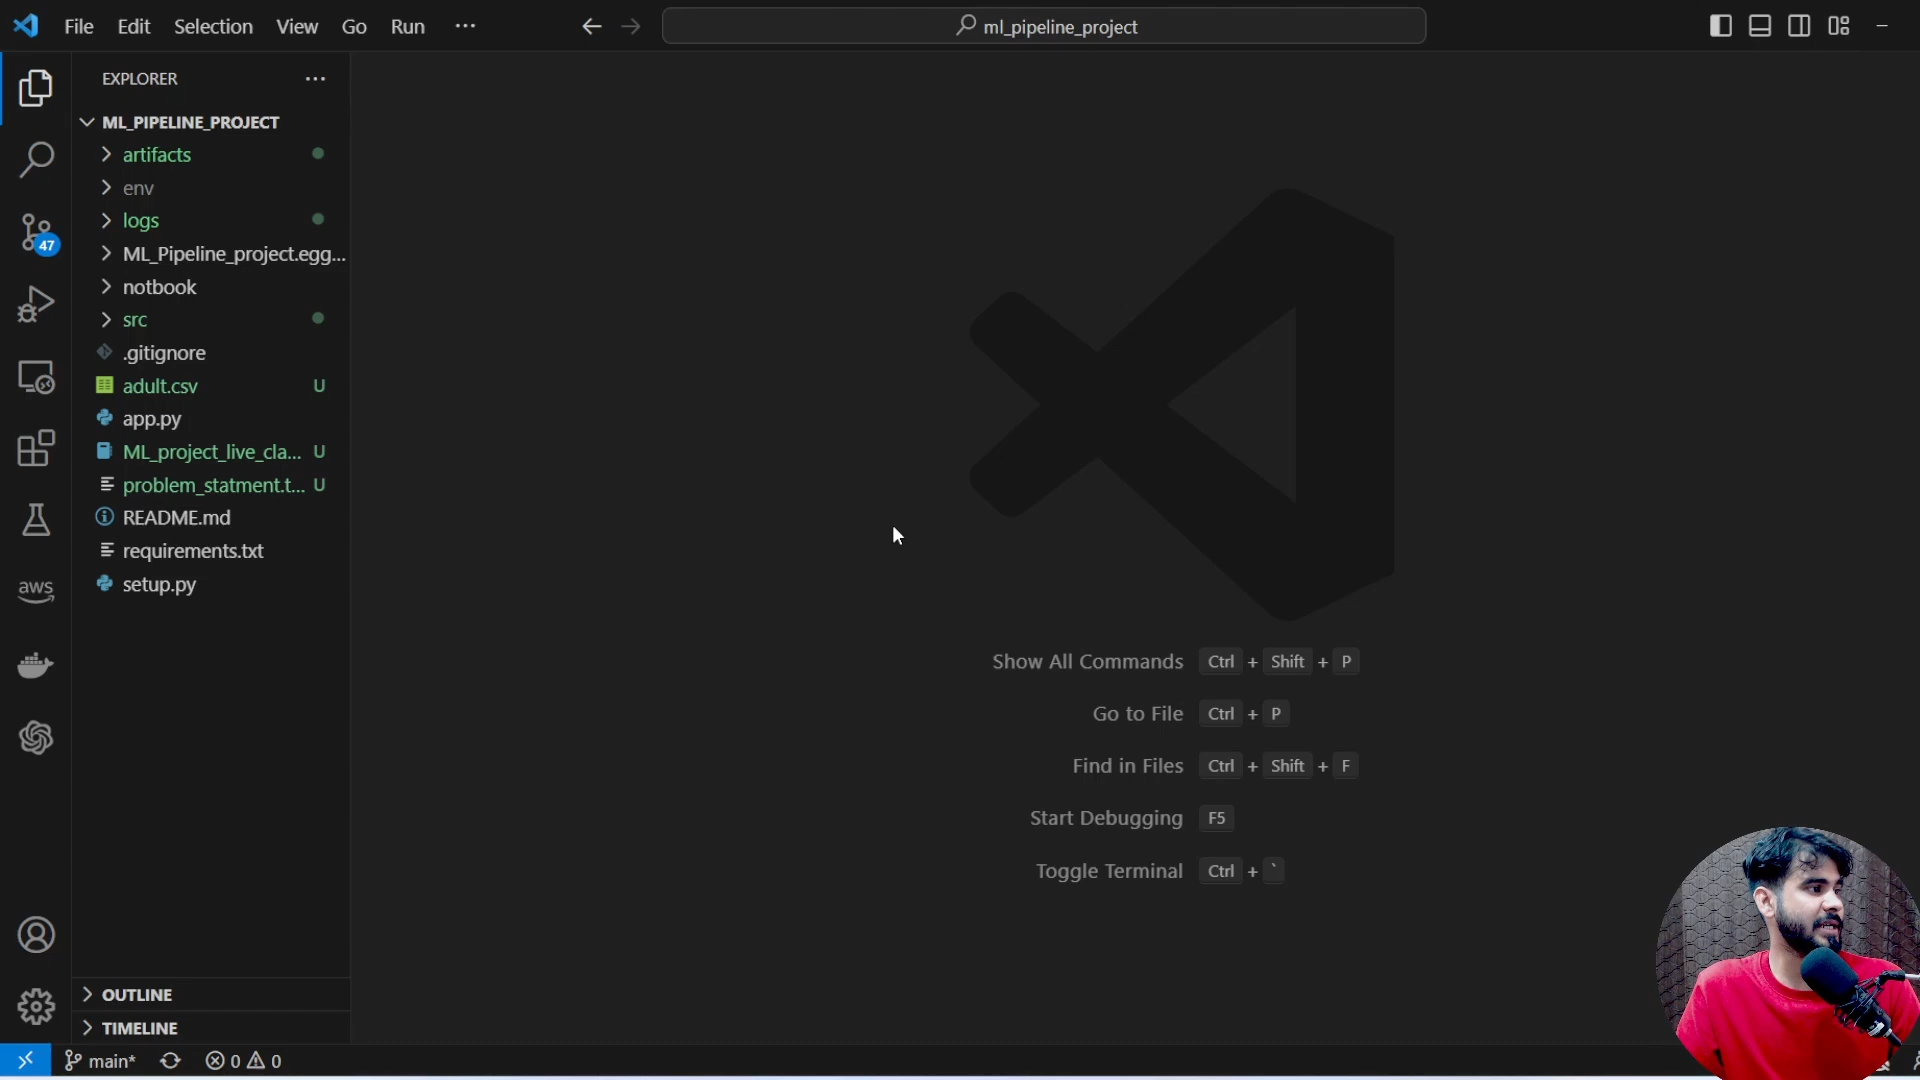 File Edit Selection View Go Run ...
ml_pipeline_project
EXPLORER
ML_PIPELINE_PROJECT
artifacts
env
logs
ML_Pipeline_project.egg...
notbook
src
.gitignore
adult.csv U
app.py
ML_project_live_cla... U
problem_statment.t... U
README.md
requirements.txt
setup.py
47
aws
Show All Commands Ctrl + Shift + P
Go to File Ctrl + P
Find in Files Ctrl + Shift + F
Start Debugging F5
Toggle Terminal Ctrl + `
OUTLINE
TIMELINE
main* 0 0